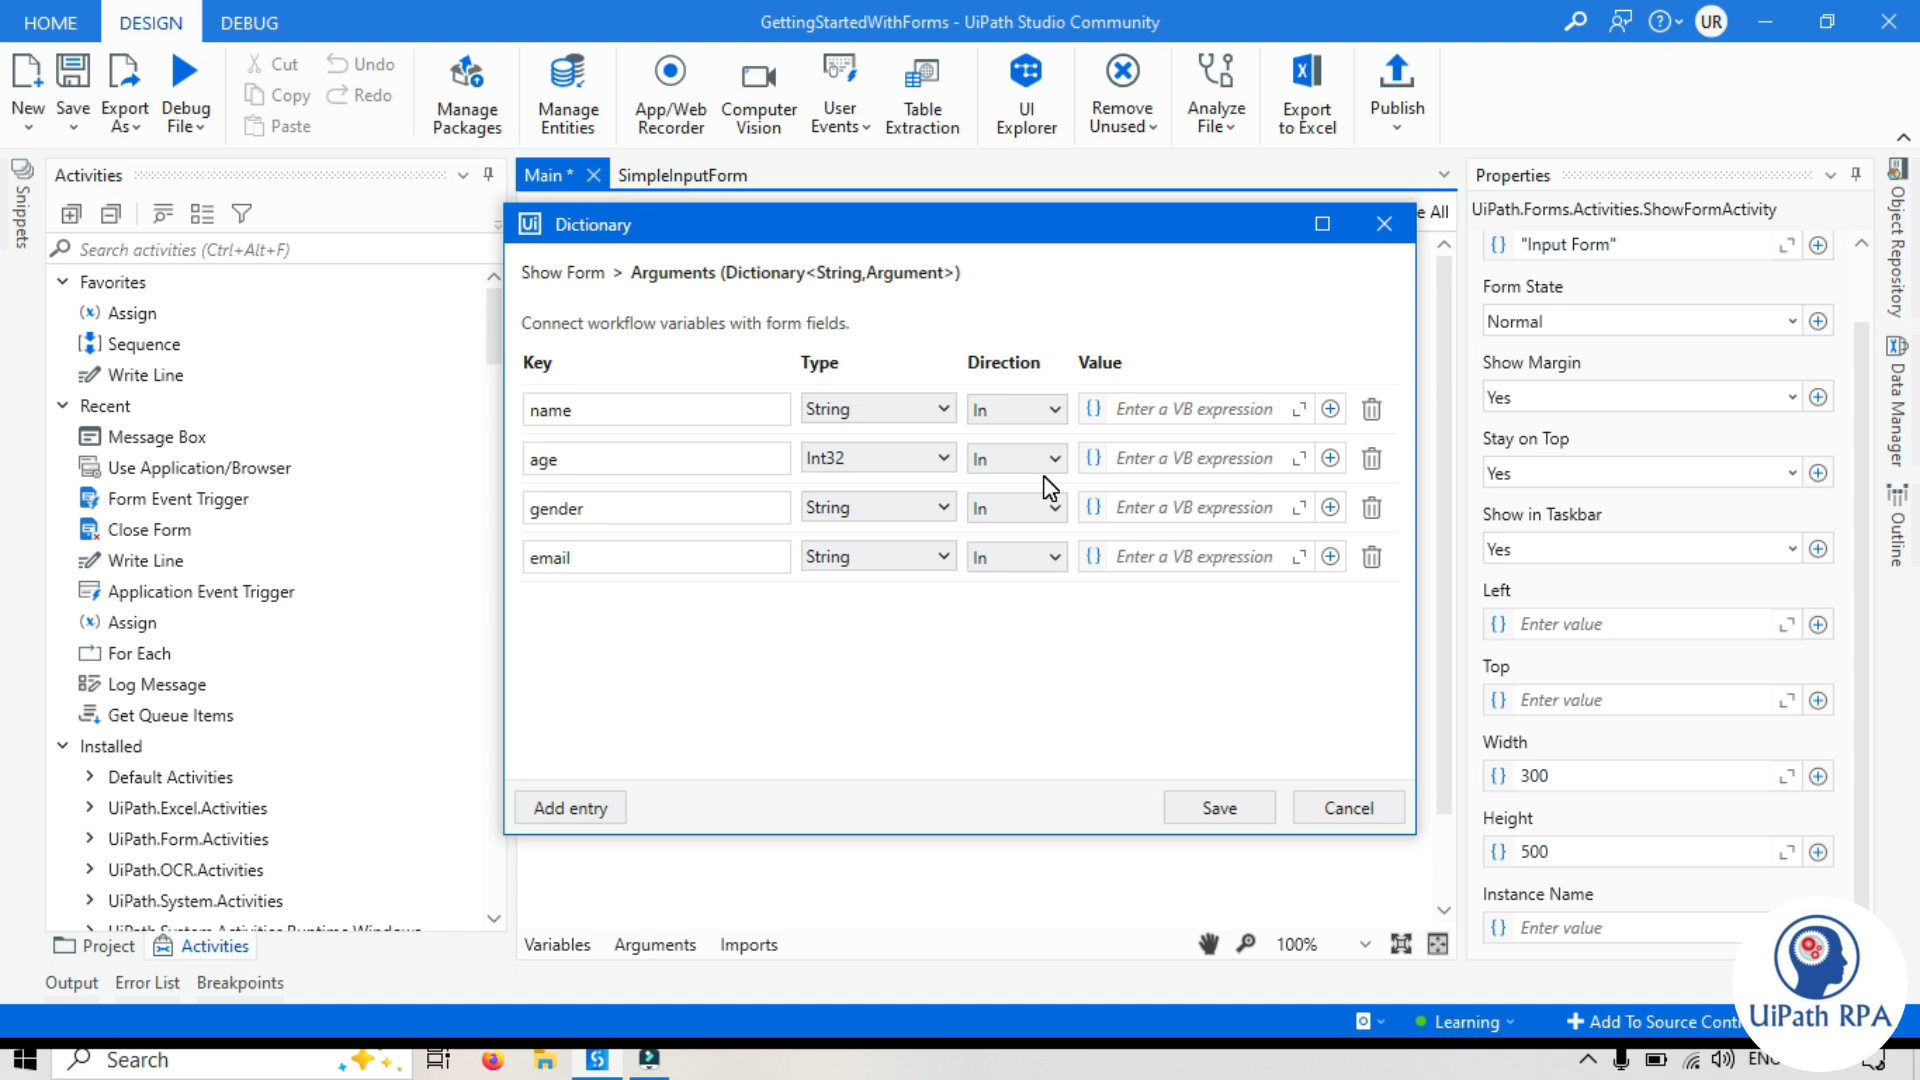 HOME
DESIGN
DEBUG
GettingStartedWithForms - UiPath Studio Community
UR
New
Save
Export As
Debug File
Cut
Copy
Paste
Undo
Redo
Manage Packages
Manage Entities
App/Web Recorder
Computer Vision
User Events
Table Extraction
UI Explorer
Remove Unused
Analyze File
Export to Excel
Publish
Snippets
Activities
Search activities (Ctrl+Alt+F)
Favorites
Assign
Sequence
Write Line
Recent
Message Box
Use Application/Browser
Form Event Trigger
Close Form
Write Line
Application Event Trigger
Assign
For Each
Log Message
Get Queue Items
Installed
Default Activities
UiPath.Excel.Activities
UiPath.Form.Activities
UiPath.OCR.Activities
UiPath.System.Activities
Project
Activities
Output
Error List
Breakpoints
Main *
SimpleInputForm
e All
Ui Dictionary
Show Form > Arguments (Dictionary<String,Argument>)
Connect workflow variables with form fields.
Key Type Direction Value
name String In {} Enter a VB expression
age Int32 In {} Enter a VB expression
gender String In {} Enter a VB expression
email String In {} Enter a VB expression
Add entry
Save
Cancel
Variables
Arguments
Imports
100%
Properties
UiPath.Forms.Activities.ShowFormActivity
{} "Input Form"
Form State
Normal
Show Margin
Yes
Stay on Top
Yes
Show in Taskbar
Yes
Left
{} Enter value
Top
{} Enter value
Width
{} 300
Height
{} 500
Instance Name
{} Enter value
Object Repository
Data Manager
Outline
Learning
Add To Source Cont
UiPath RPA
Search